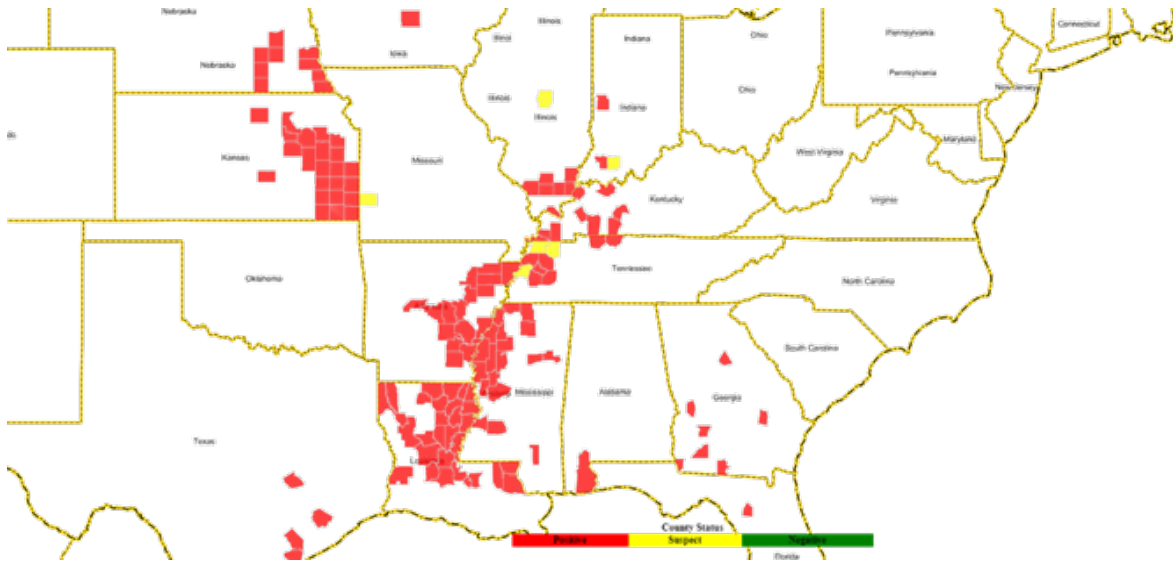 Nebraska
Illinois
Connecticut
Indiana
Ohio
Pennsylvania
Nebraska
Iowa
Illinois
Pennsylvania
New Jersey
Illinois
Indiana
Ohio
Illinois
Maryland
Kansas
Missouri
West Virginia
Kentucky
Virginia
Oklahoma
Tennessee
North Carolina
South Carolina
Mississippi
Alabama
Georgia
Texas
County Status
Positive Suspect Negative
Florida